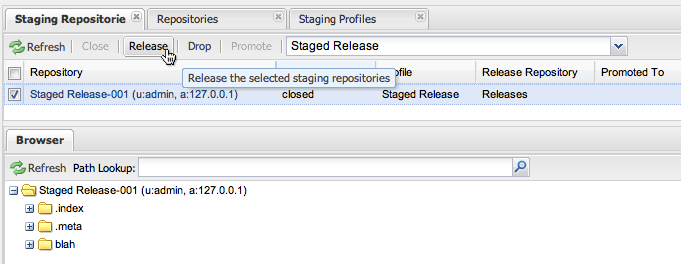 Staging Repositorie Repositories Staging Profiles
Refresh Close Release Drop Promote Staged Release
Repository ofile Release Repository Promoted To
Release the selected staging repositories
Staged Release-001 (u:admin, a:127.0.0.1) closed Staged Release Releases
Browser
Refresh Path Lookup:
Staged Release-001 (u:admin, a:127.0.0.1)
.index
.meta
blah